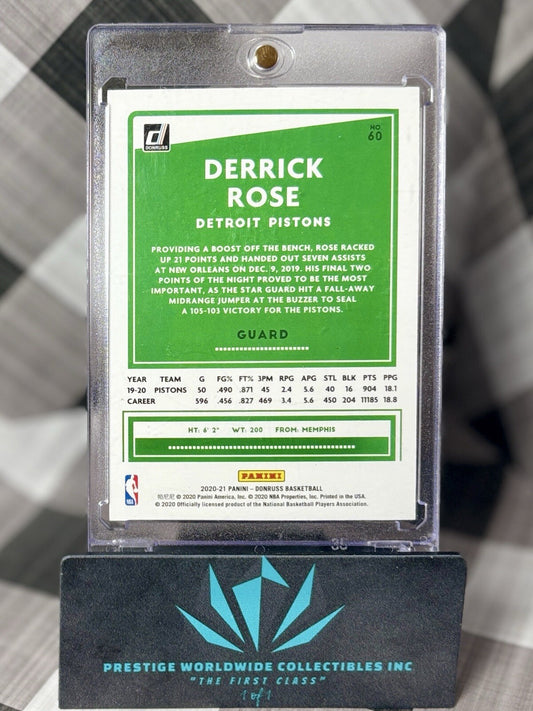 DONRUSS
NO.
60
DERRICK
ROSE
DETROIT PISTONS
PROVIDING A BOOST OFF THE BENCH, ROSE RACKED
UP 21 POINTS AND HANDED OUT SEVEN ASSISTS
AT NEW ORLEANS ON DEC. 9, 2019. HIS FINAL TWO
POINTS OF THE NIGHT PROVED TO BE THE MOST
IMPORTANT, AS THE STAR GUARD HIT A FALL-AWAY
MIDRANGE JUMPER AT THE BUZZER TO SEAL
A 105-103 VICTORY FOR THE PISTONS.
GUARD
YEAR TEAM G FG% FT% 3PM RPG APG STL BLK PTS PPG
19-20 PISTONS 50 .490 .871 45 2.4 5.6 40 16 904 18.1
CAREER 596 .456 .827 469 3.4 5.6 450 204 11185 18.8
HT: 6' 2" WT: 200 FROM: MEMPHIS
PANINI
2020-21 PANINI – DONRUSS BASKETBALL
帕尼尼 © 2020 Panini America, Inc. © 2020 NBA Properties, Inc. Printed in the USA.
© 2020 Officially licensed product of the National Basketball Players Association.
PRESTIGE WORLDWIDE COLLECTIBLES INC
"THE FIRST CLASS"
1 of 1